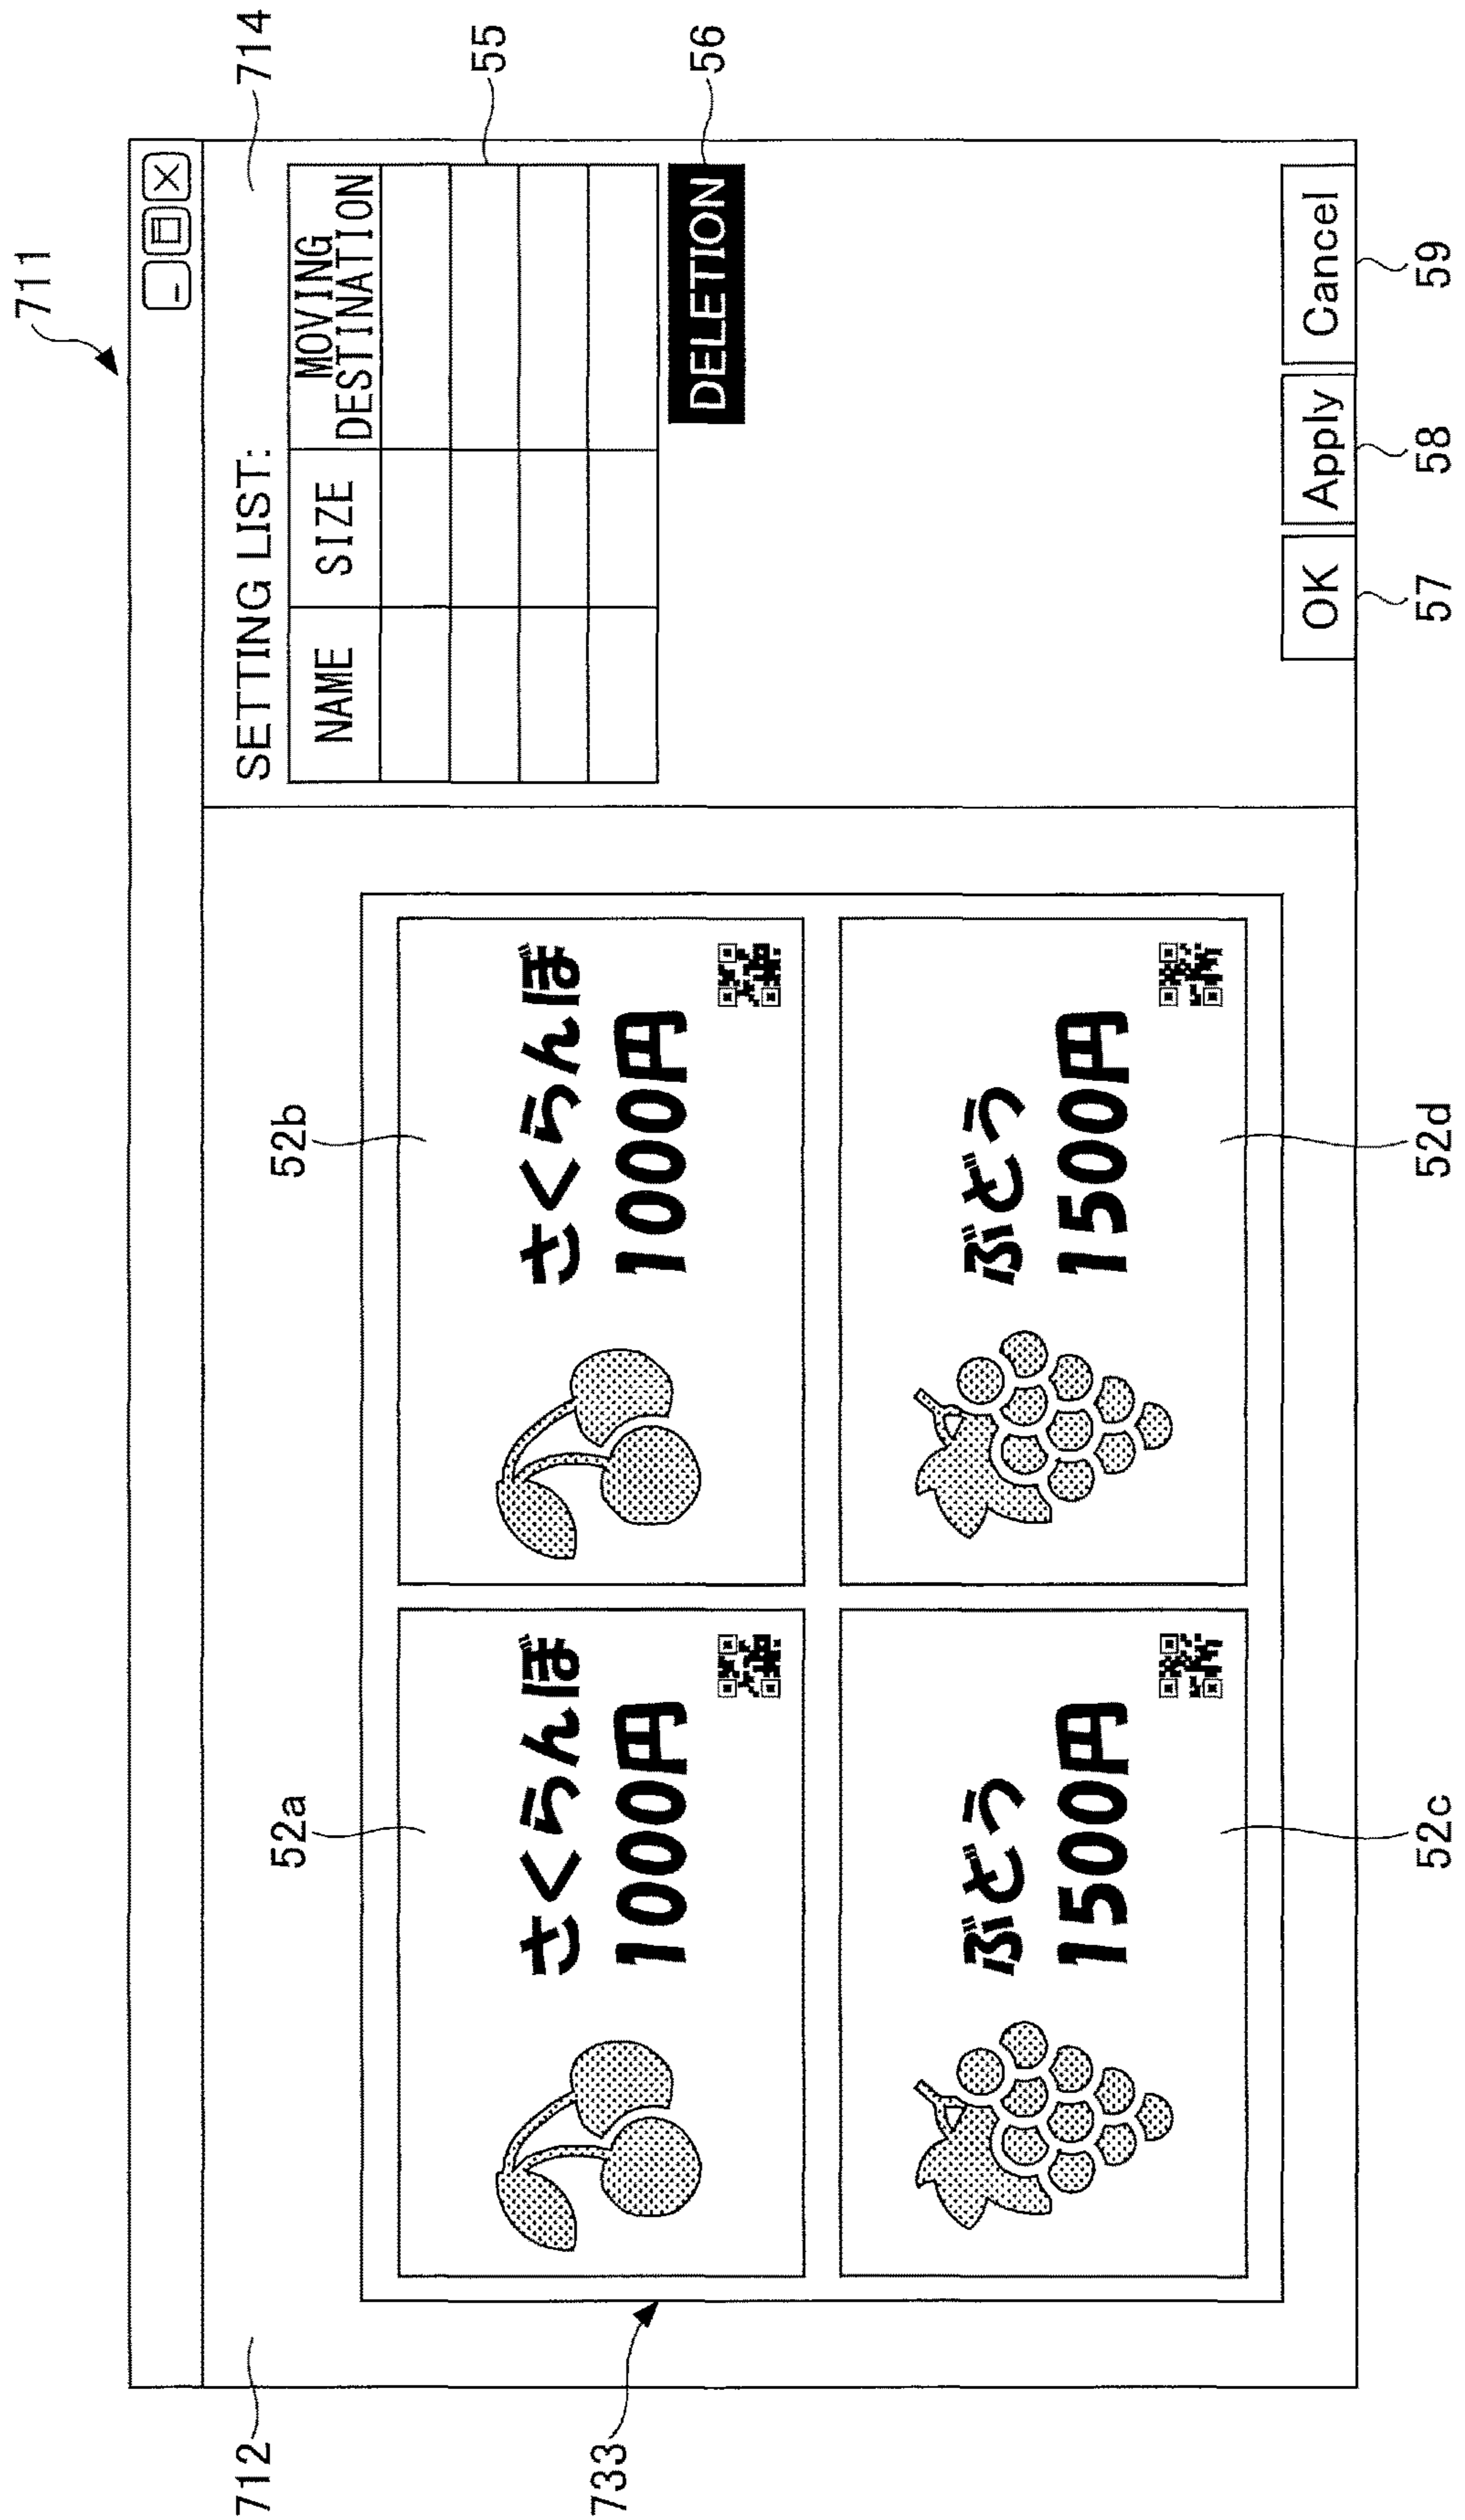 711
714
SETTING LIST:
NAME SIZE MOVING DESTINATION
55
DELETION
56
712
733
52a
52b
さくらんぼ
1000円
さくらんぼ
1000円
ぶどう
1500円
ぶどう
1500円
52c
52d
OK Apply Cancel
57 58 59